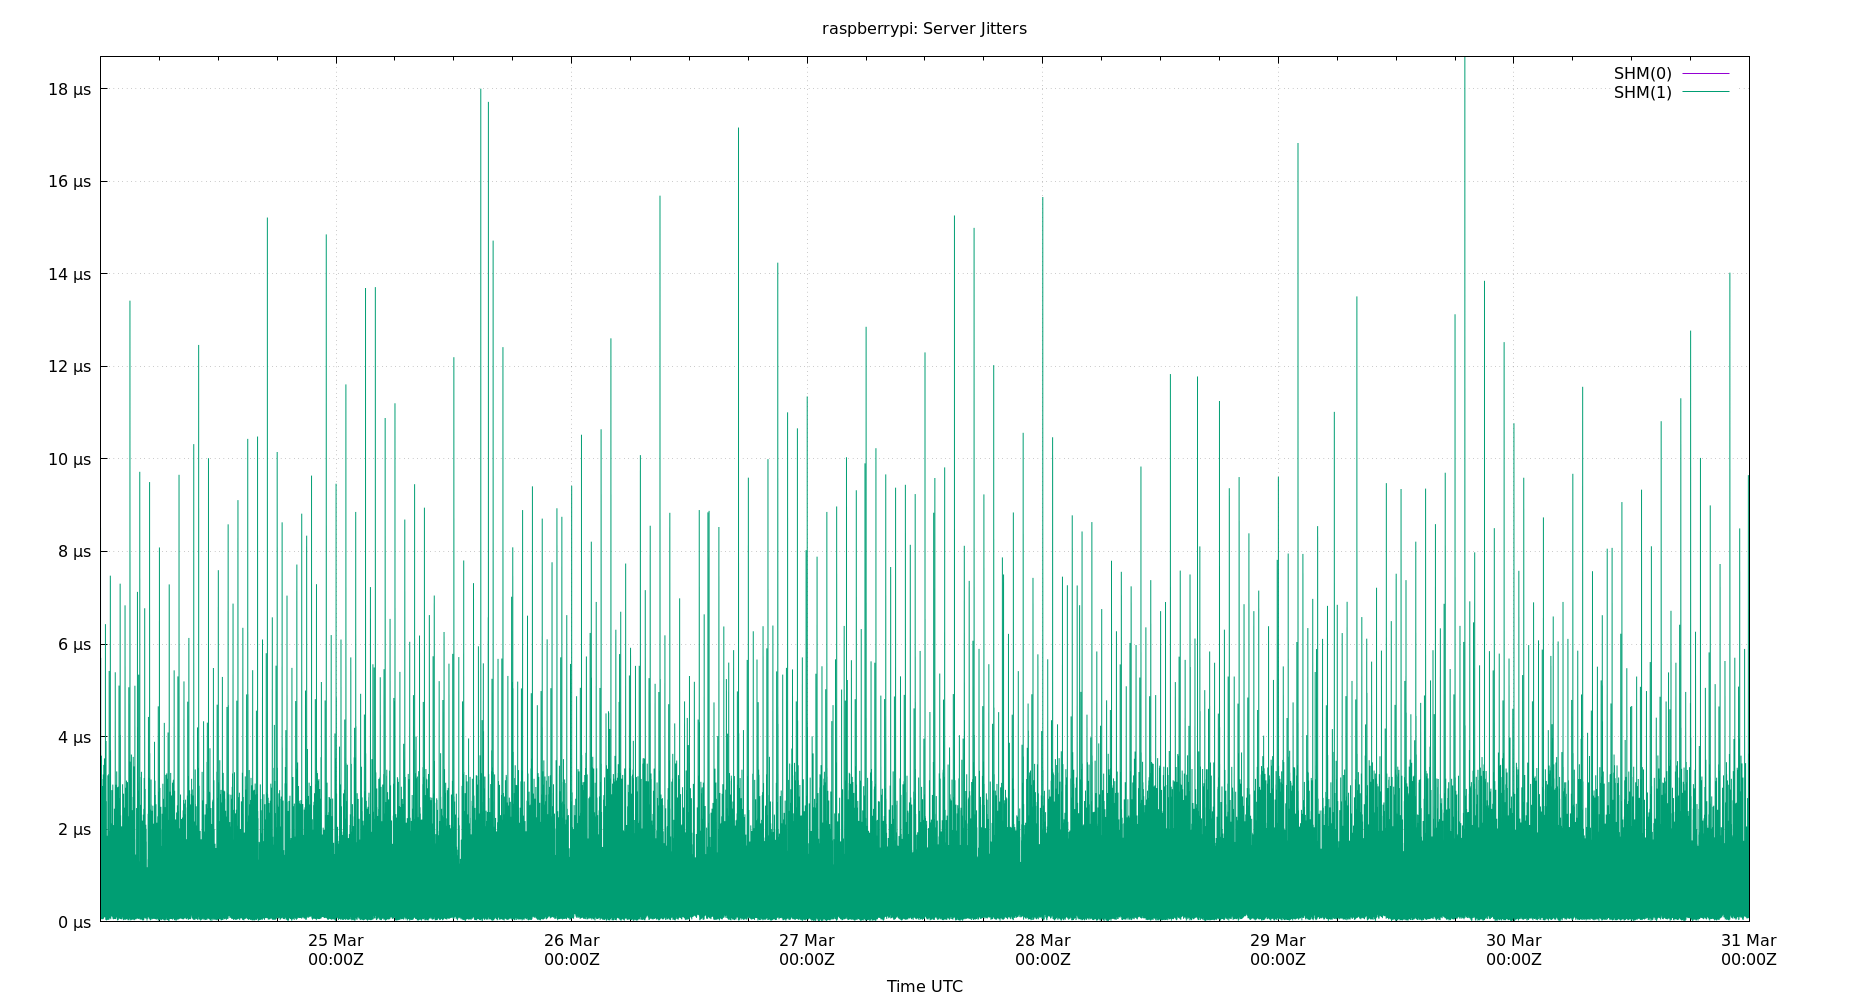 raspberrypi: Server Jitters
SHM(0)
SHM(1)
18 µs
16 µs
14 µs
12 µs
10 µs
8 µs
6 µs
4 µs
2 µs
0 µs
25 Mar
00:00Z
26 Mar
00:00Z
27 Mar
00:00Z
28 Mar
00:00Z
29 Mar
00:00Z
30 Mar
00:00Z
31 Mar
00:00Z
Time UTC